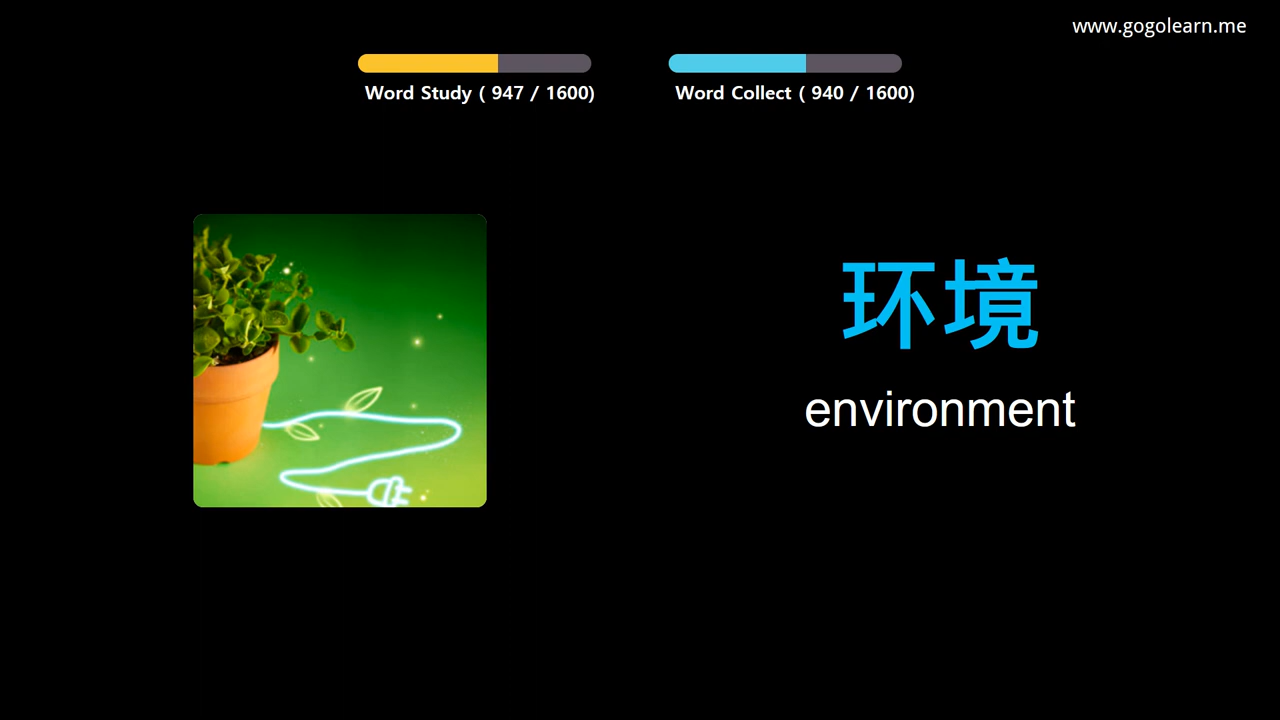 www.gogolearn.me
Word Study ( 947 / 1600)
Word Collect ( 940 / 1600)
环境
environment